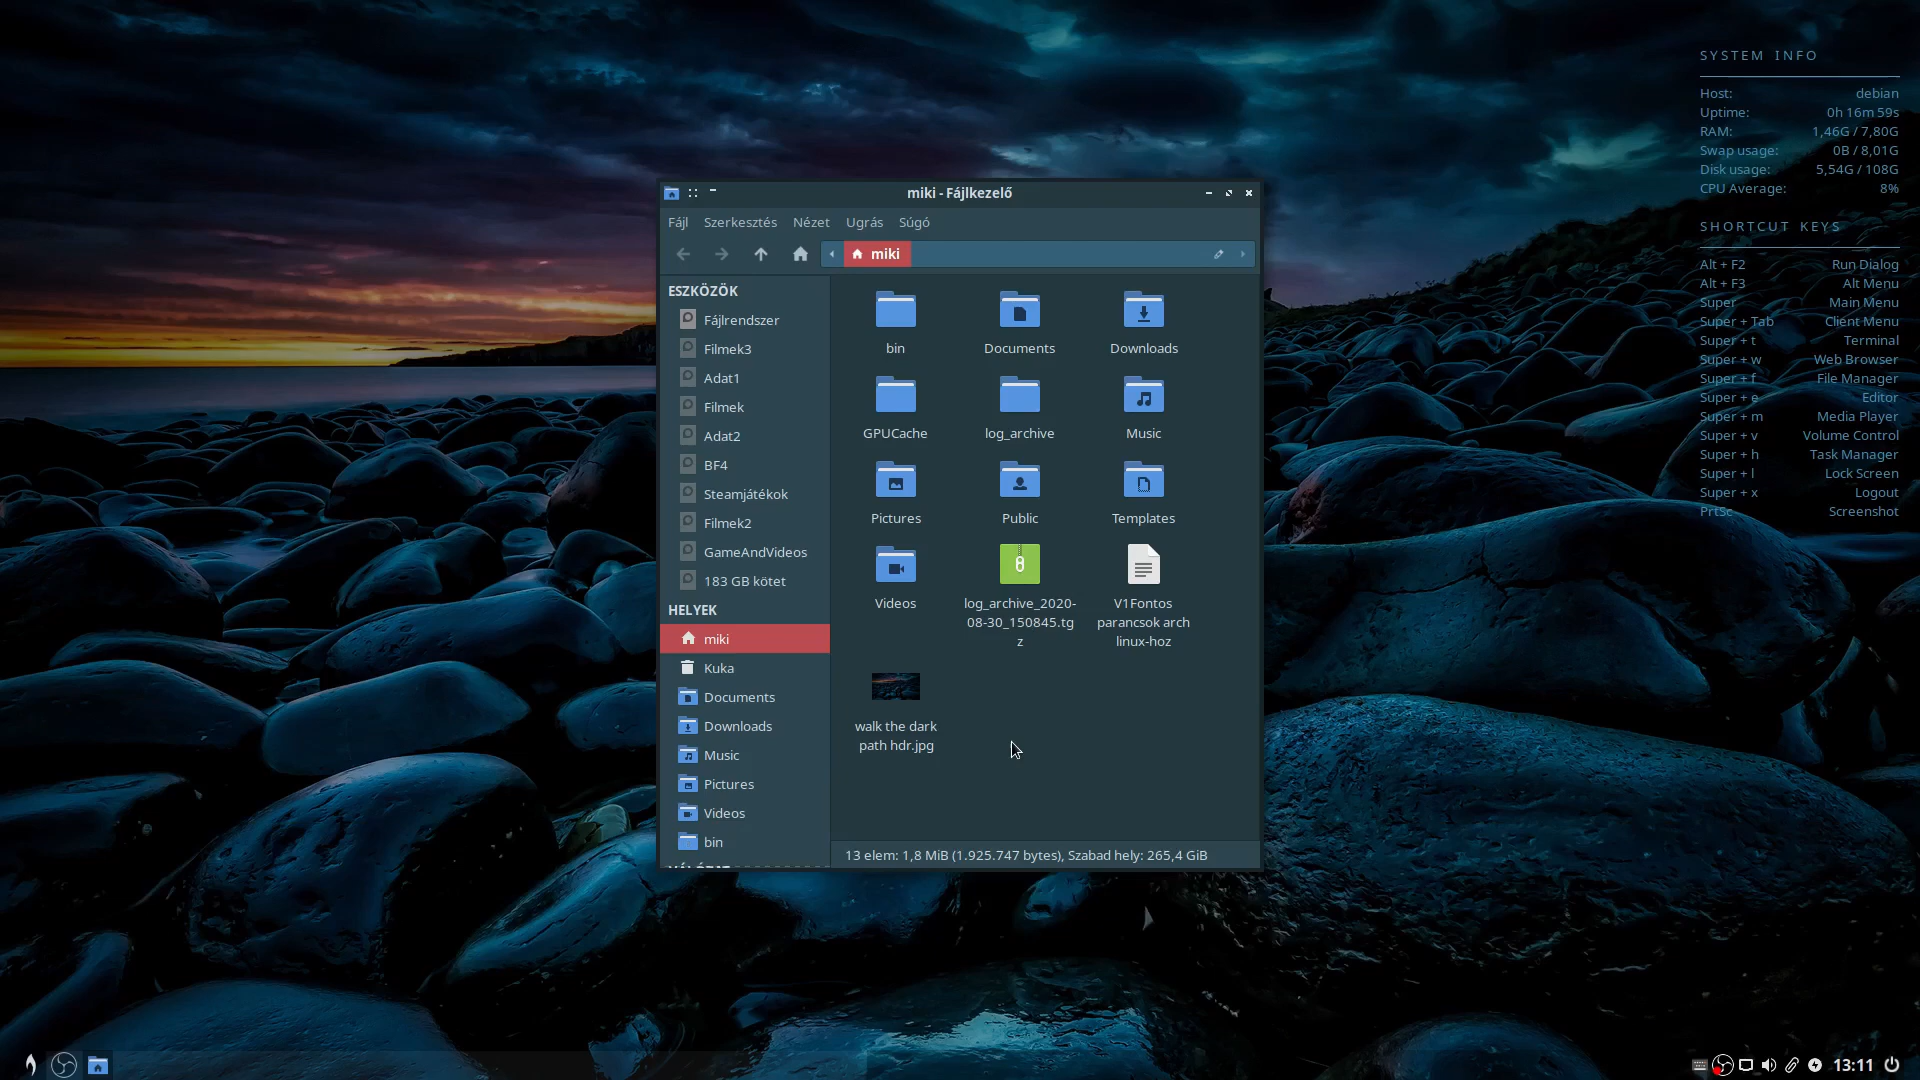 miki - Fájlkezelő
Fájl Szerkesztés Nézet Ugrás Súgó
miki
ESZKÖZÖK
Fájlrendszer
Filmek3
Adat1
Filmek
Adat2
BF4
Steamjátékok
Filmek2
GameAndVideos
183 GB kötet
HELYEK
miki
Kuka
Documents
Downloads
Music
Pictures
Videos
bin
bin Documents Downloads
GPUCache log_archive Music
Pictures Public Templates
Videos
log_archive_2020-
08-30_150845.tg
z
V1Fontos
parancsok arch
linux-hoz
walk the dark
path hdr.jpg
13 elem: 1,8 MiB (1.925.747 bytes), Szabad hely: 265,4 GiB
SYSTEM INFO
Host: debian
Uptime: 0h 16m 59s
RAM: 1,46G / 7,80G
Swap usage: 0B / 8,01G
Disk usage: 5,54G / 108G
CPU Average: 8%
SHORTCUT KEYS
Alt + F2 Run Dialog
Alt + F3 Alt Menu
Super Main Menu
Super + Tab Client Menu
Super + t Terminal
Super + w Web Browser
Super + f File Manager
Super + e Editor
Super + m Media Player
Super + v Volume Control
Super + h Task Manager
Super + l Lock Screen
Super + x Logout
PrtSc Screenshot
13:11